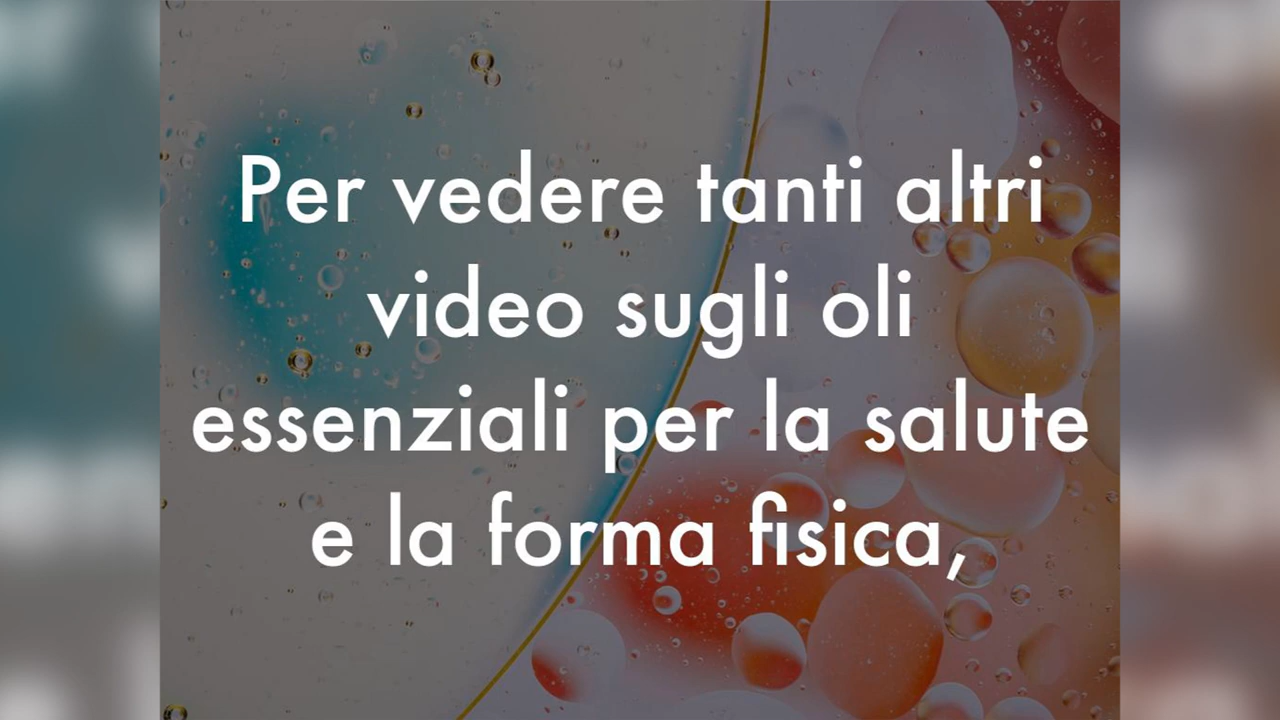 Per vedere tanti altri
video sugli oli
essenziali per la salute
e la forma fisica,